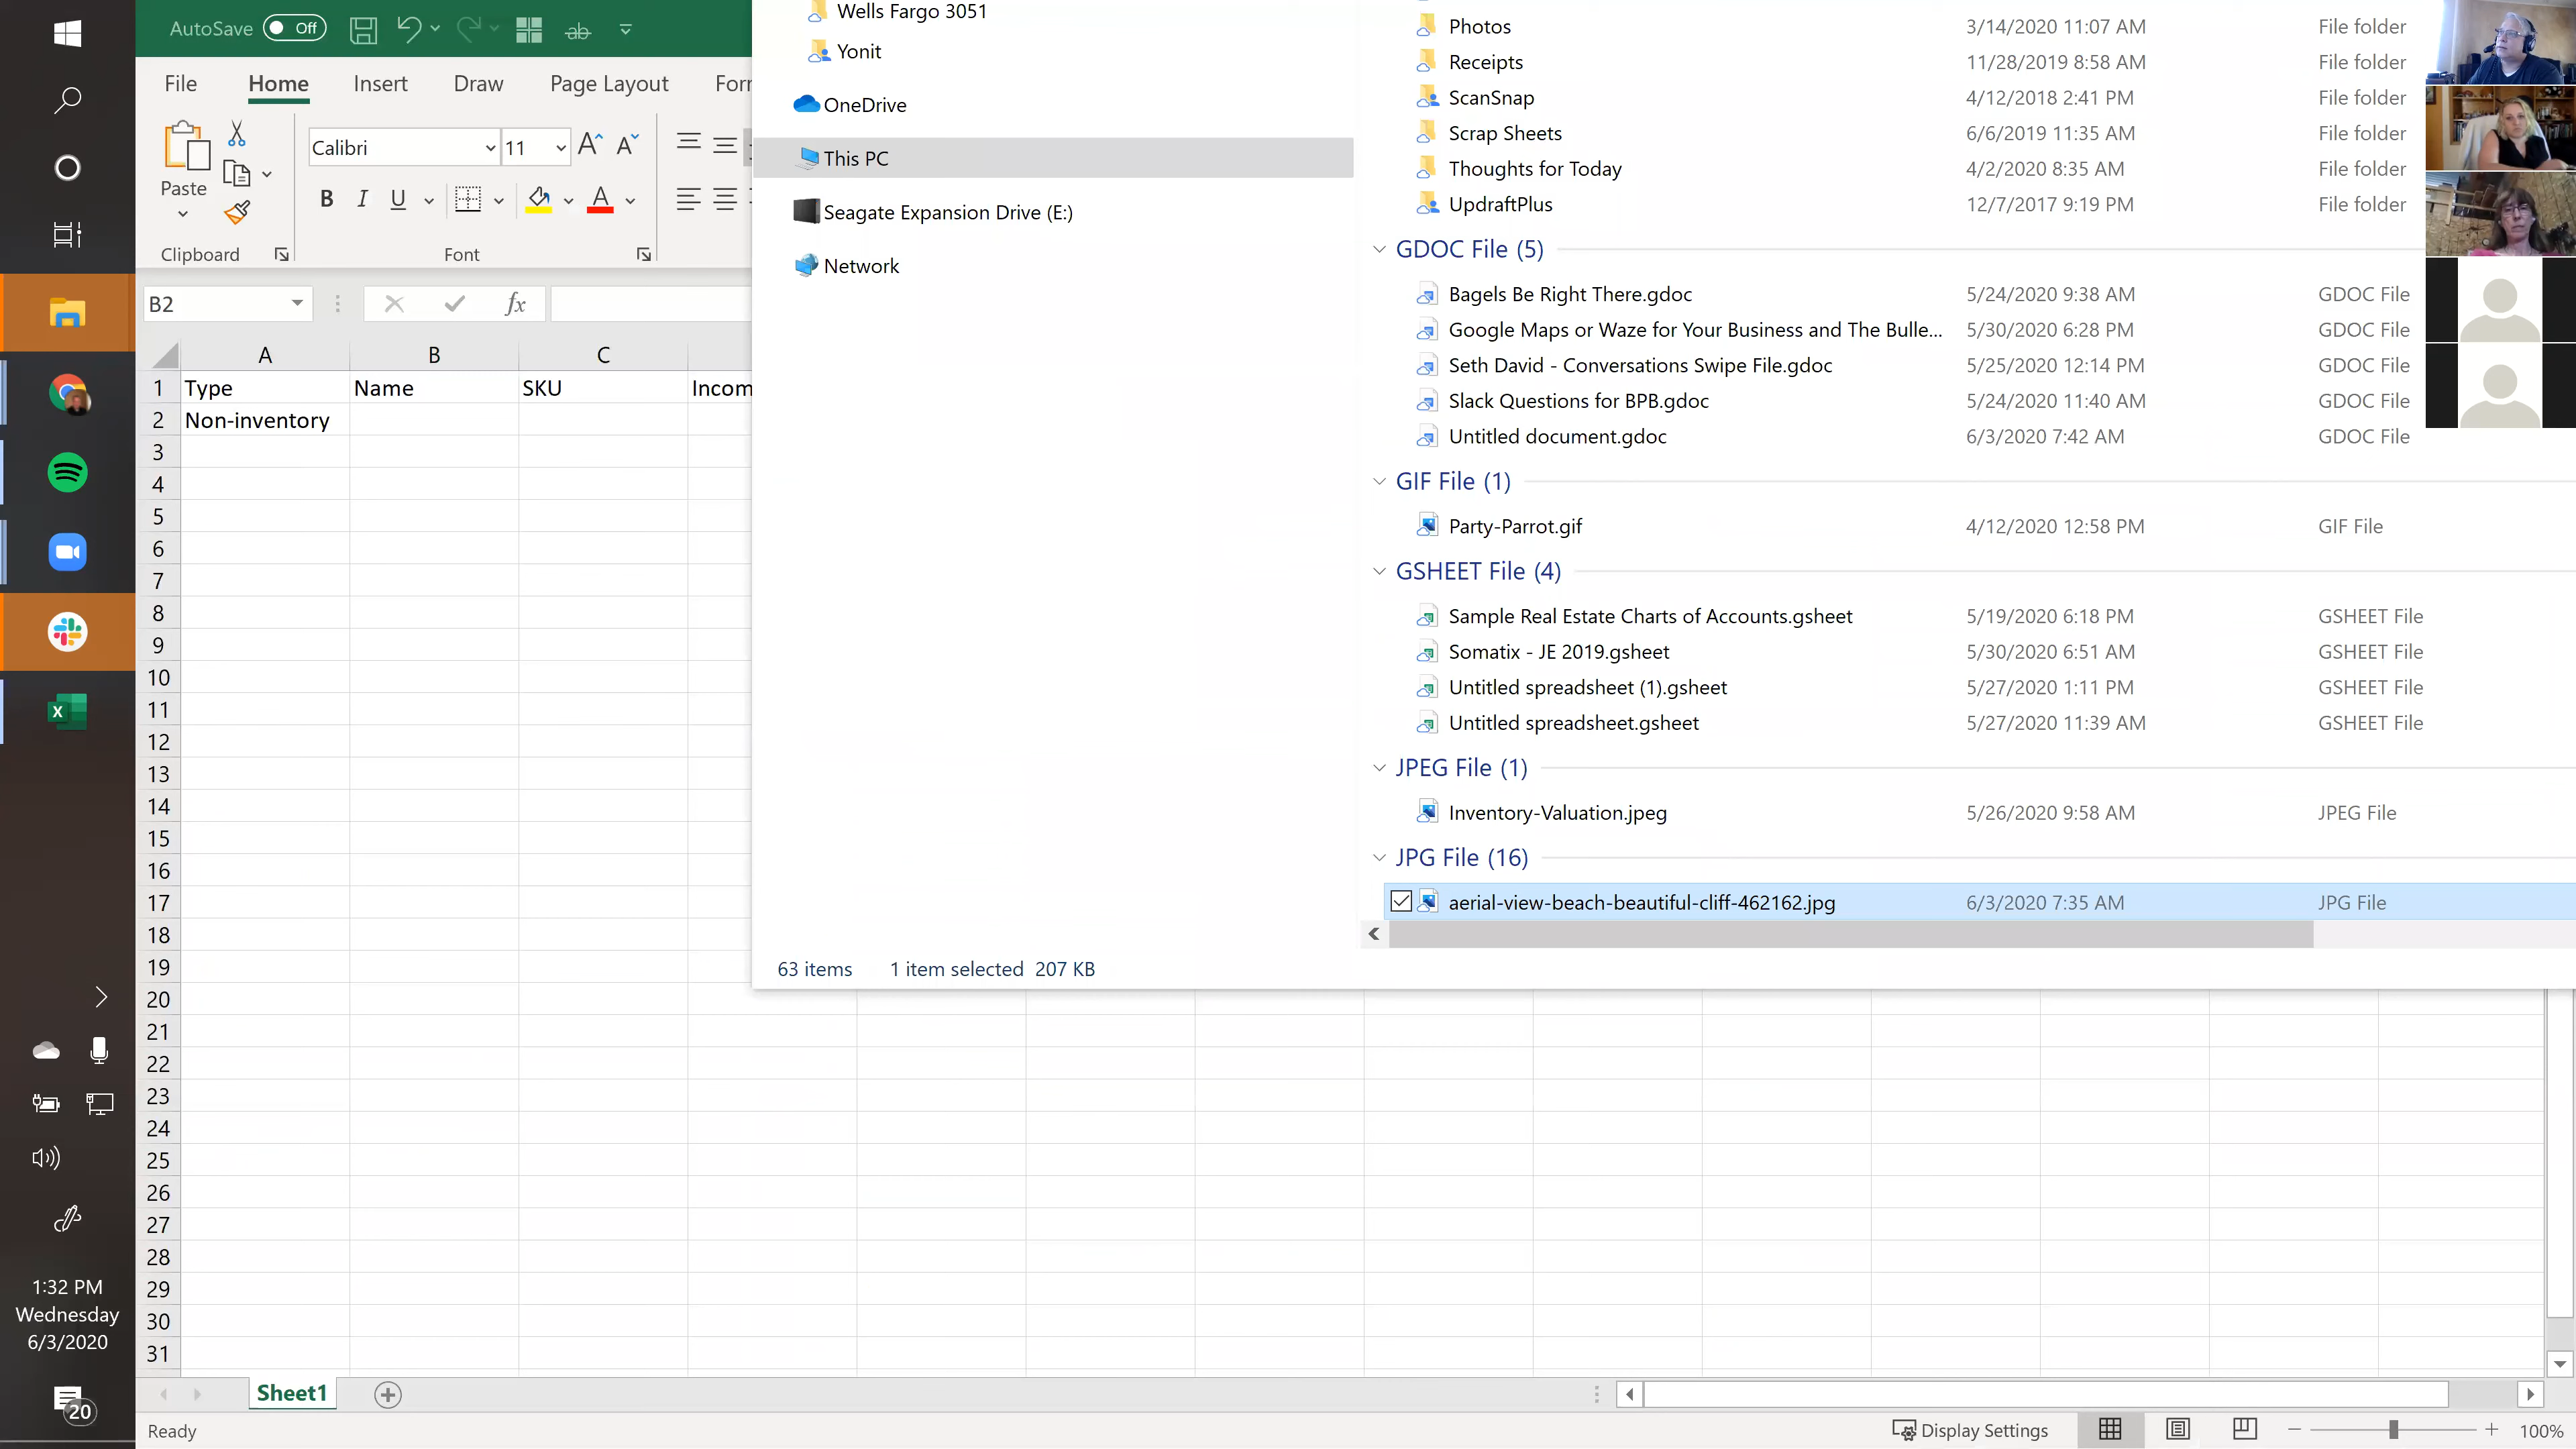 AutoSave Off
File Home Insert Draw Page Layout For
Paste
Calibri 11
B I U
Clipboard Font
B2 fx
A B C
1 Type Name SKU Incom
2 Non-inventory
3
4
5
6
7
8
9
10
11
12
13
14
15
16
17
18
19
20
21
22
23
24
25
26
27
28
29
30
31
Sheet1
Ready
Display Settings
100%
Wells Fargo 3051
Yonit
OneDrive
This PC
Seagate Expansion Drive (E:)
Network
Photos 3/14/2020 11:07 AM File folder
Receipts 11/28/2019 8:58 AM File folder
ScanSnap 4/12/2018 2:41 PM File folder
Scrap Sheets 6/6/2019 11:35 AM File folder
Thoughts for Today 4/2/2020 8:35 AM File folder
UpdraftPlus 12/7/2017 9:19 PM File folder
GDOC File (5)
Bagels Be Right There.gdoc 5/24/2020 9:38 AM GDOC File
Google Maps or Waze for Your Business and The Bulle... 5/30/2020 6:28 PM GDOC File
Seth David - Conversations Swipe File.gdoc 5/25/2020 12:14 PM GDOC File
Slack Questions for BPB.gdoc 5/24/2020 11:40 AM GDOC File
Untitled document.gdoc 6/3/2020 7:42 AM GDOC File
GIF File (1)
Party-Parrot.gif 4/12/2020 12:58 PM GIF File
GSHEET File (4)
Sample Real Estate Charts of Accounts.gsheet 5/19/2020 6:18 PM GSHEET File
Somatix - JE 2019.gsheet 5/30/2020 6:51 AM GSHEET File
Untitled spreadsheet (1).gsheet 5/27/2020 1:11 PM GSHEET File
Untitled spreadsheet.gsheet 5/27/2020 11:39 AM GSHEET File
JPEG File (1)
Inventory-Valuation.jpeg 5/26/2020 9:58 AM JPEG File
JPG File (16)
aerial-view-beach-beautiful-cliff-462162.jpg 6/3/2020 7:35 AM JPG File
63 items 1 item selected 207 KB
1:32 PM
Wednesday
6/3/2020
20